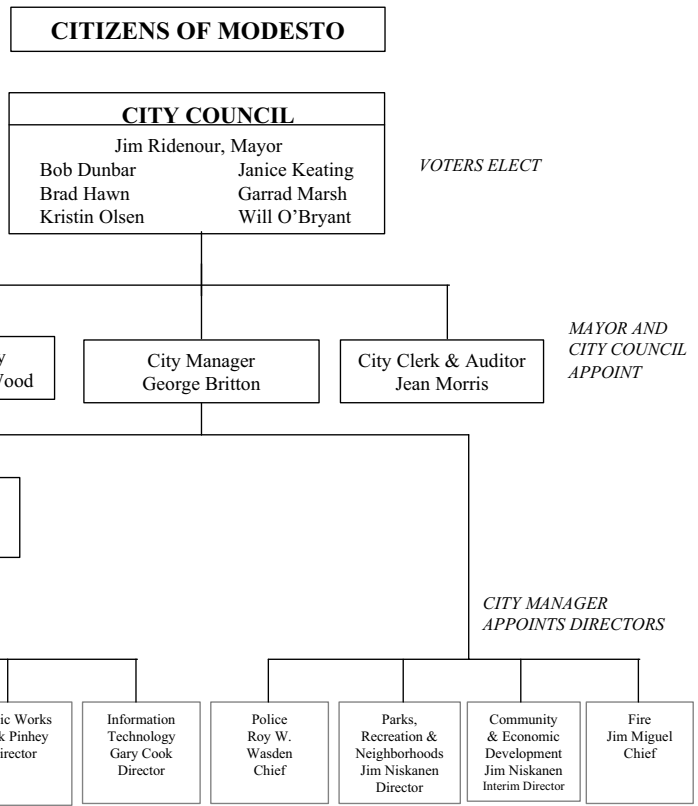 CITIZENS OF MODESTO
CITY COUNCIL
Jim Ridenour, Mayor
Bob Dunbar Janice Keating
Brad Hawn Garrad Marsh
Kristin Olsen Will O’Bryant
VOTERS ELECT
City Manager
George Britton
City Clerk & Auditor
Jean Morris
MAYOR AND
CITY COUNCIL
APPOINT
CITY MANAGER
APPOINTS DIRECTORS
Works
Pinhey
Information
Technology
Gary Cook
Director
Police
Roy W.
Wasden
Chief
Parks,
Recreation &
Neighborhoods
Jim Niskanen
Director
Community
& Economic
Development
Jim Niskanen
Interim Director
Fire
Jim Miguel
Chief